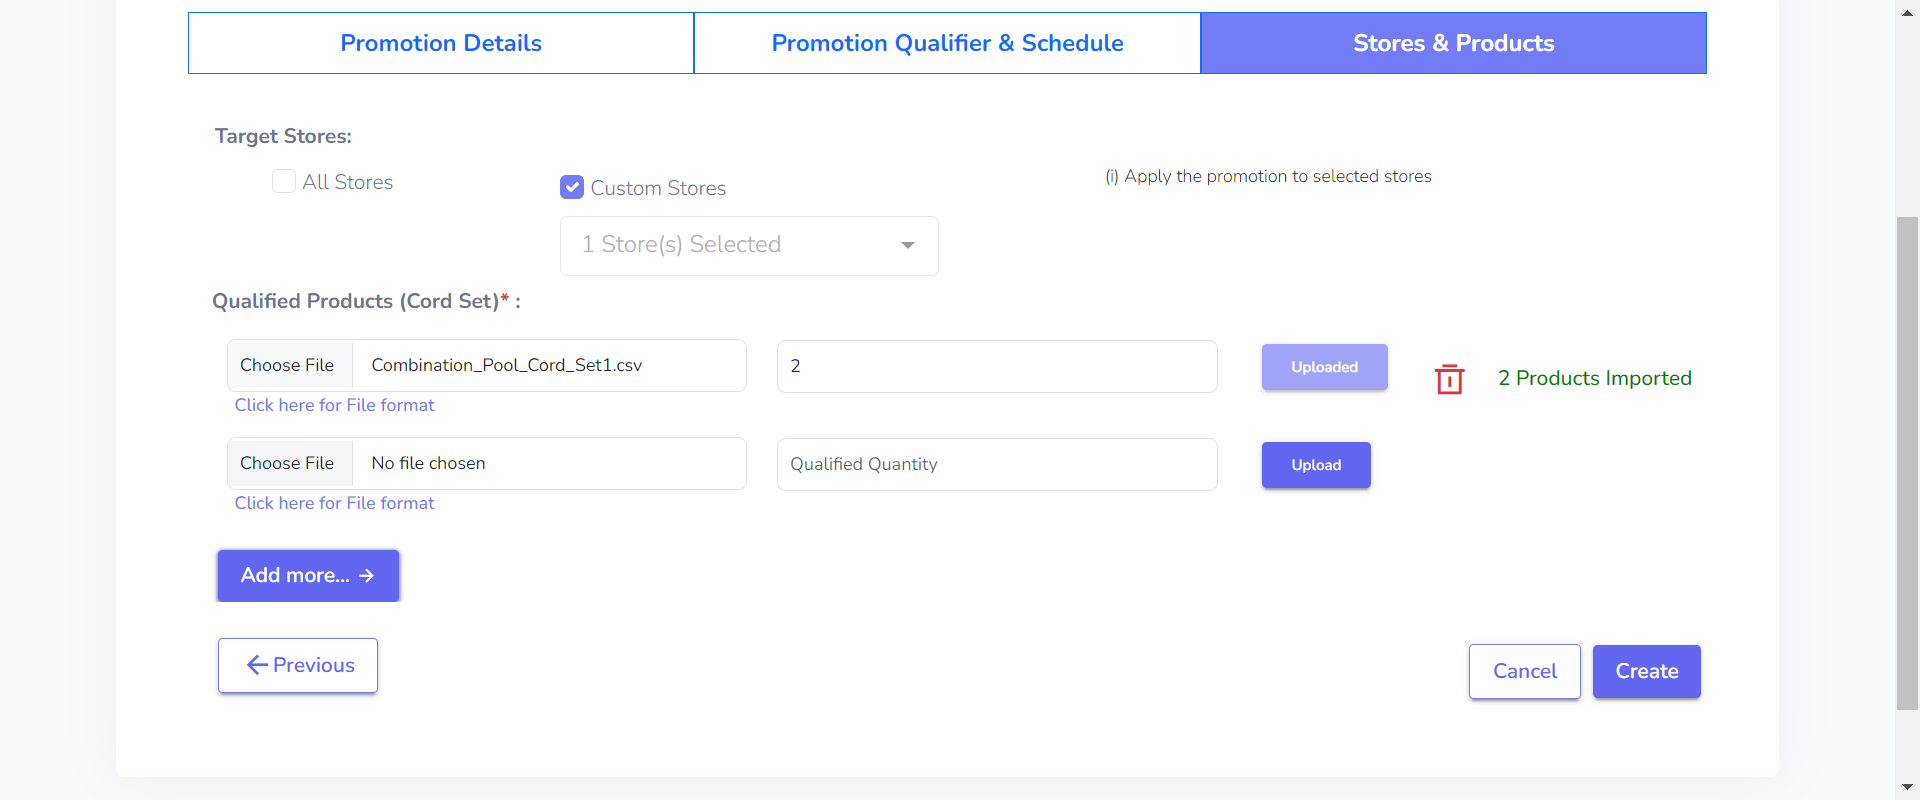 Promotion Details
Promotion Qualifier & Schedule
Stores & Products
Target Stores:
All Stores
Custom Stores
(i) Apply the promotion to selected stores
1 Store(s) Selected
Qualified Products (Cord Set)* :
Choose File
Combination_Pool_Cord_Set1.csv
2
Uploaded
2 Products Imported
Click here for File format
Choose File
No file chosen
Qualified Quantity
Upload
Click here for File format
Add more... →
← Previous
Cancel
Create